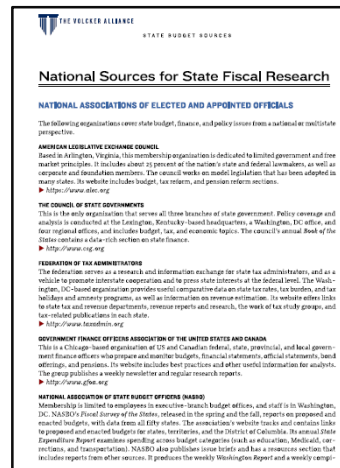 THE VOLCKER ALLIANCE
STATE BUDGET SOURCES
National Sources for State Fiscal Research
NATIONAL ASSOCIATIONS OF ELECTED AND APPOINTED OFFICIALS
The following organizations cover state budget, finance, and policy issues from a national or multistate
perspective.
AMERICAN LEGISLATIVE EXCHANGE COUNCIL
Based in Arlington, Virginia, this membership organization is dedicated to limited government and free
market principles. It includes about 25 percent of the nation's state and federal lawmakers, as well as
corporate and foundation members. The council works on model legislation that has been adopted in
many states. Its website includes budget, tax reform, and pension reform sections.
▶ https://www.alec.org
THE COUNCIL OF STATE GOVERNMENTS
This is the only organization that serves all three branches of state government. Policy coverage and
analysis is conducted at the Lexington, Kentucky-based headquarters, a Washington, DC office, and
four regional offices, and includes budget, tax, and economic topics. The council's annual Book of the
States contains a data-rich section on state finance.
▶ http://www.csg.org
FEDERATION OF TAX ADMINISTRATORS
The federation serves as a research and information exchange for state tax administrators, and as a
vehicle to promote interstate cooperation and to press state interests at the federal level. The Wash-
ington, DC-based organization provides useful comparative data on state tax rates, tax burden, and tax
holidays and amnesty programs, as well as information on revenue estimation. Its website offers links
to state tax and revenue departments, revenue reports and research, the work of tax study groups, and
tax-related publications in each state.
▶ http://www.taxadmin.org
GOVERNMENT FINANCE OFFICERS ASSOCIATION OF THE UNITED STATES AND CANADA
This is a Chicago-based organization of US and Canadian federal, state, provincial, and local govern-
ment finance officers who prepare and monitor budgets, financial statements, official statements, bond
offerings, and pensions. Its website includes best practices and other useful information for analysts.
The group publishes a weekly newsletter and regular research reports.
▶ http://www.gfoa.org
NATIONAL ASSOCIATION OF STATE BUDGET OFFICERS (NASBO)
Membership is limited to employees in executive-branch budget offices, and staff is in Washington,
DC. NASBO's Fiscal Survey of the States, released in the spring and the fall, reports on proposed and
enacted budgets, with data from all fifty states. The association's website tracks and contains links
to proposed and enacted budgets for states, territories, and the District of Columbia. Its annual State
Expenditure Report examines spending across budget categories (such as education, Medicaid, cor-
rections, and transportation). NASBO also publishes issue briefs and has a resources section that
includes reports from other sources. It produces the weekly Washington Report and a weekly compi-